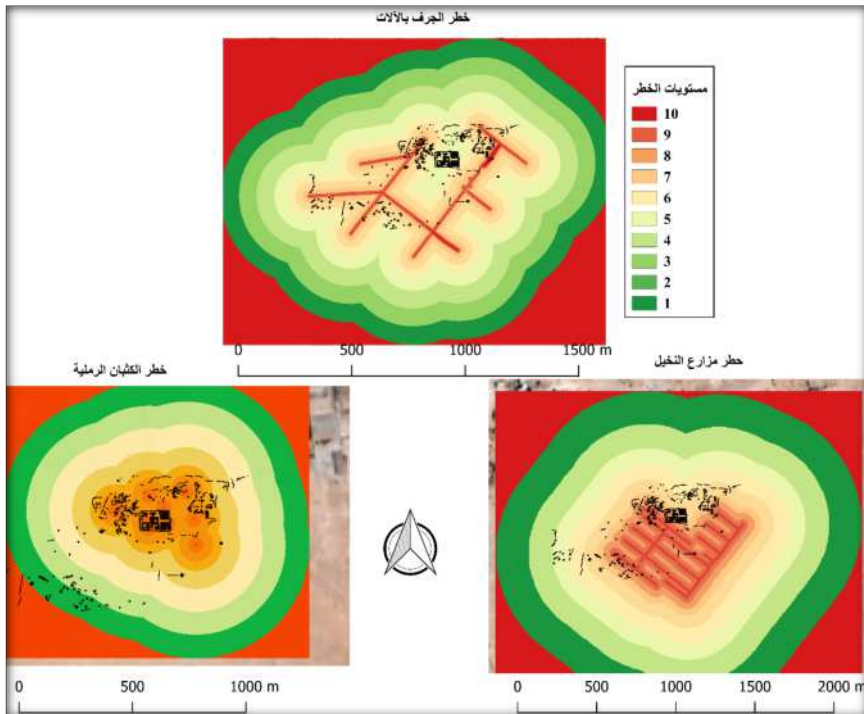 خطر الجرف بالآلات
مستويات الخطر
10
9
8
7
6
5
4
3
2
1
0 500 1000 1500 m
خطر الكثبان الرملية
خطر مزارع النخيل
0 500 1000 m
0 500 1000 1500 2000 m